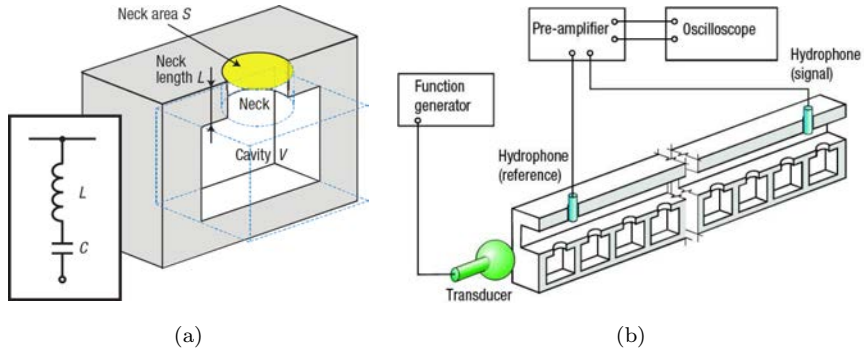 Neck area S
Neck
length L
Neck
Cavity V
L
C
(a)
Pre-amplifier
Oscilloscope
Hydrophone
(signal)
Function
generator
Hydrophone
(reference)
Transducer
(b)